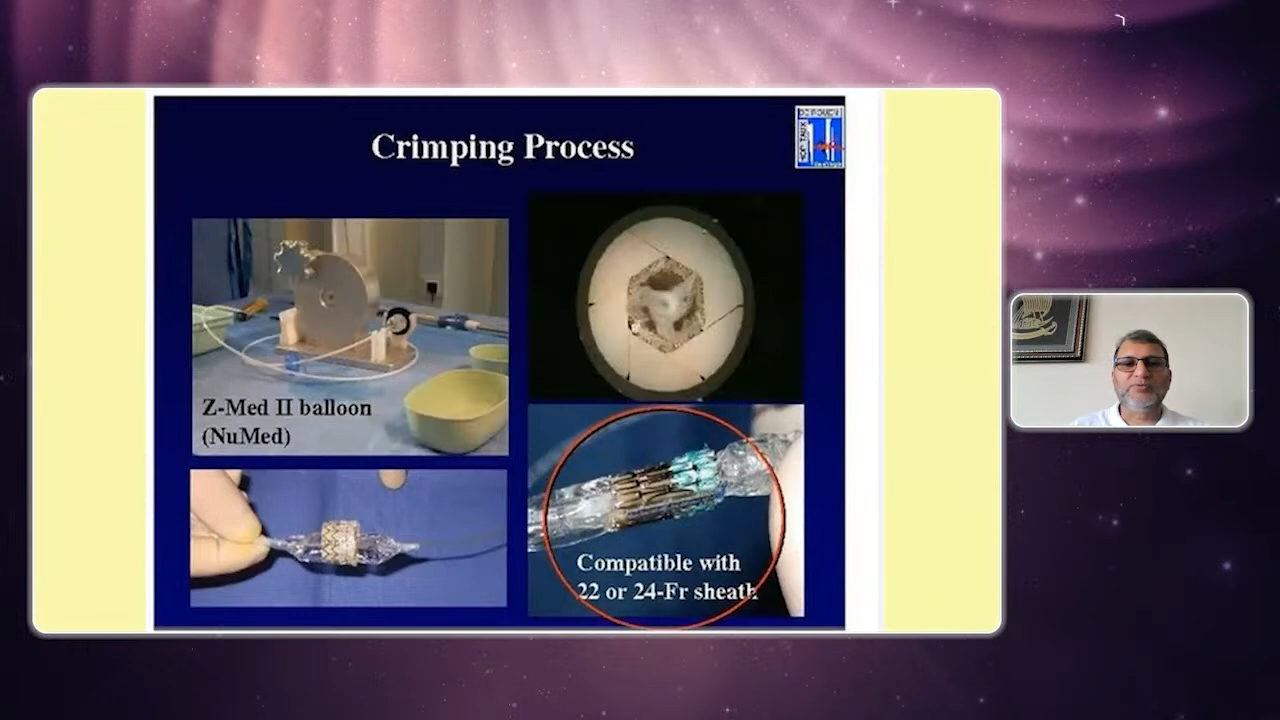 Crimping Process
Z-Med II balloon
(NuMed)
Compatible with
22 or 24-Fr sheath